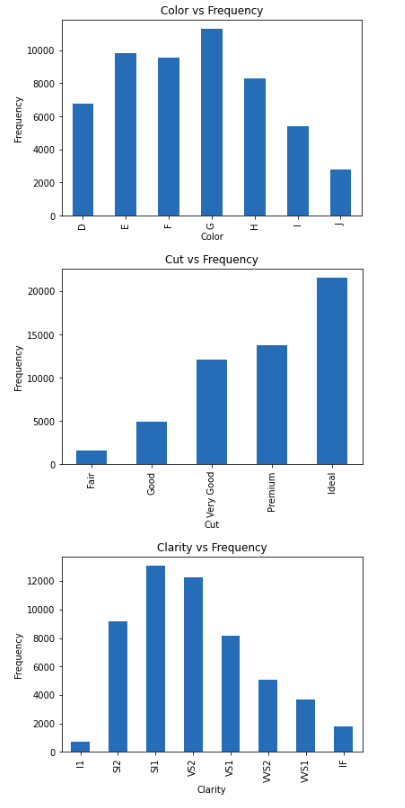 Color vs Frequency
10000
8000
6000
4000
2000
0
Frequency
D E F G H I J
Color
Cut vs Frequency
20000
15000
10000
5000
0
Frequency
Fair Good Very Good Premium Ideal
Cut
Clarity vs Frequency
12000
10000
8000
6000
4000
2000
0
Frequency
I1 SI2 SI1 VS2 VS1 VVS2 VVS1 IF
Clarity